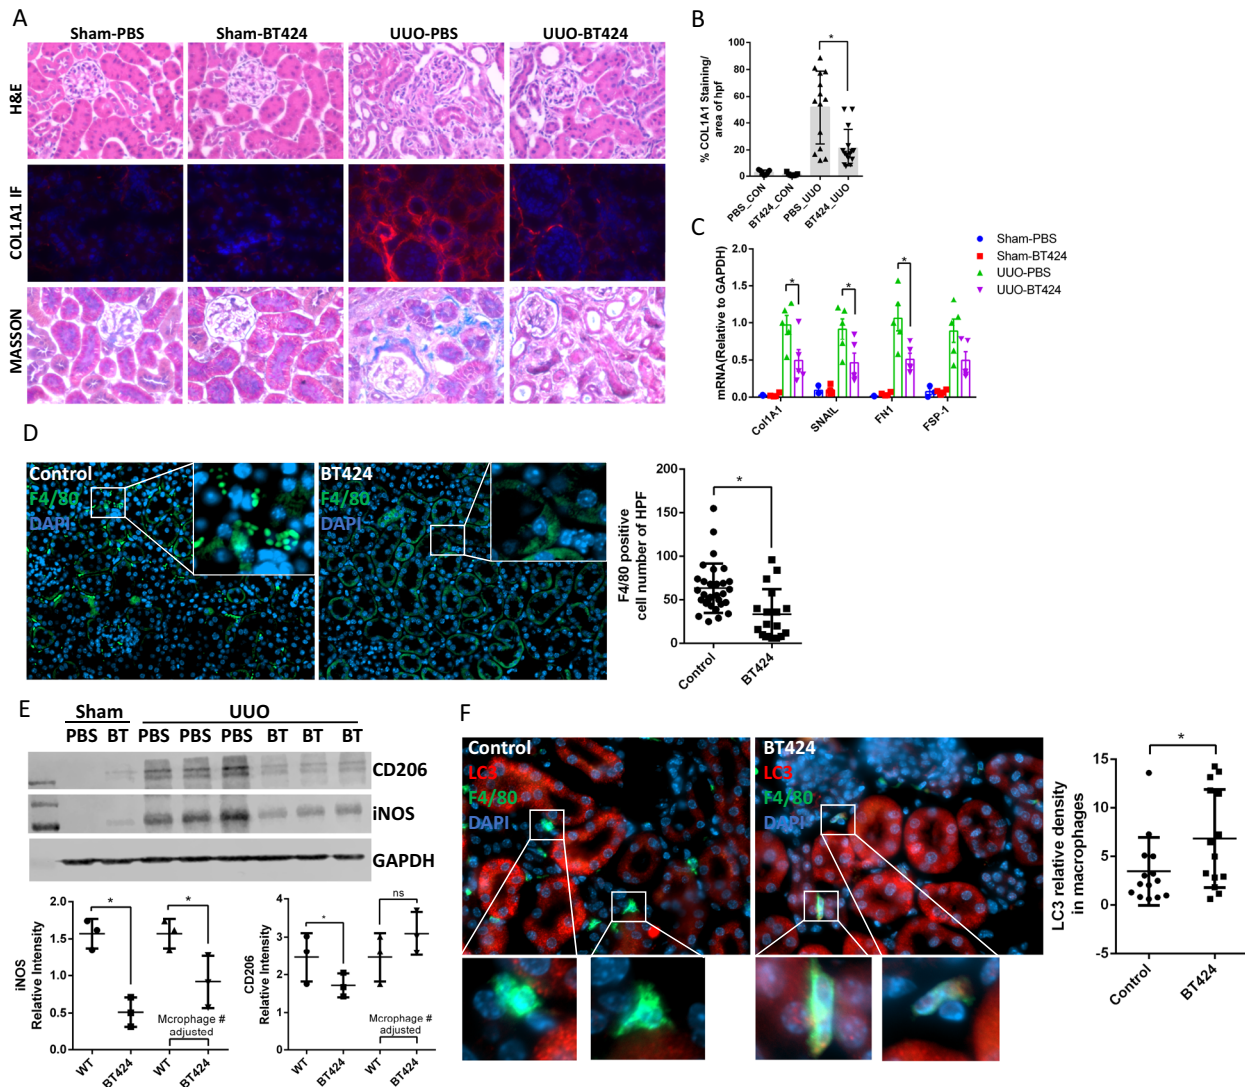 A
Sham-PBS Sham-BT424 UUO-PBS UUO-BT424
H&E
COL1A1 IF
MASSON
B
% COL1A1 Staining/
area of hpf
100
80
60
40
20
0
*
PBS_CON BT424_CON PBS_UUO BT424_UUO
C
mRNA(Relative to GAPDH)
2.0
1.5
1.0
0.5
0.0
* * *
Col1A1 SNAIL FN1 FSP-1
Sham-PBS
Sham-BT424
UUO-PBS
UUO-BT424
D
Control
F4/80
DAPI
BT424
F4/80
DAPI
F4/80 positive
cell number of HPF
200
150
100
50
0
*
Control BT424
E
Sham UUO
PBS BT PBS PBS PBS BT BT BT
CD206
iNOS
GAPDH
iNOS
Relative Intensity
2.0
1.5
1.0
0.5
0.0
* *
Mcrophage #
adjusted
WT BT424 WT BT424
CD206
Relative Intensity
6
4
2
0
* ns
Mcrophage #
adjusted
WT BT424 WT BT424
F
Control
LC3
F4/80
DAPI
BT424
LC3
F4/80
DAPI
LC3 relative density
in macrophages
15
10
5
0
-5
*
Control BT424